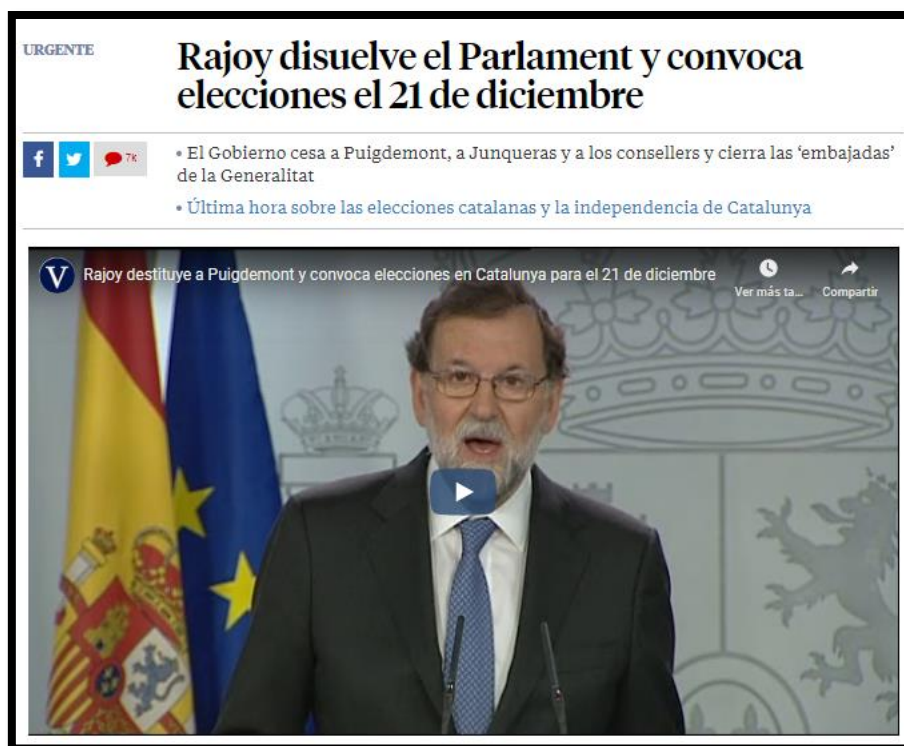 URGENTE
Rajoy disuelve el Parlament y convoca
elecciones el 21 de diciembre
f
7K
• El Gobierno cesa a Puigdemont, a Junqueras y a los consellers y cierra las ‘embajadas’
de la Generalitat
• Última hora sobre las elecciones catalanas y la independencia de Catalunya
V
Rajoy destituye a Puigdemont y convoca elecciones en Catalunya para el 21 de diciembre
Ver más ta...
Compartir